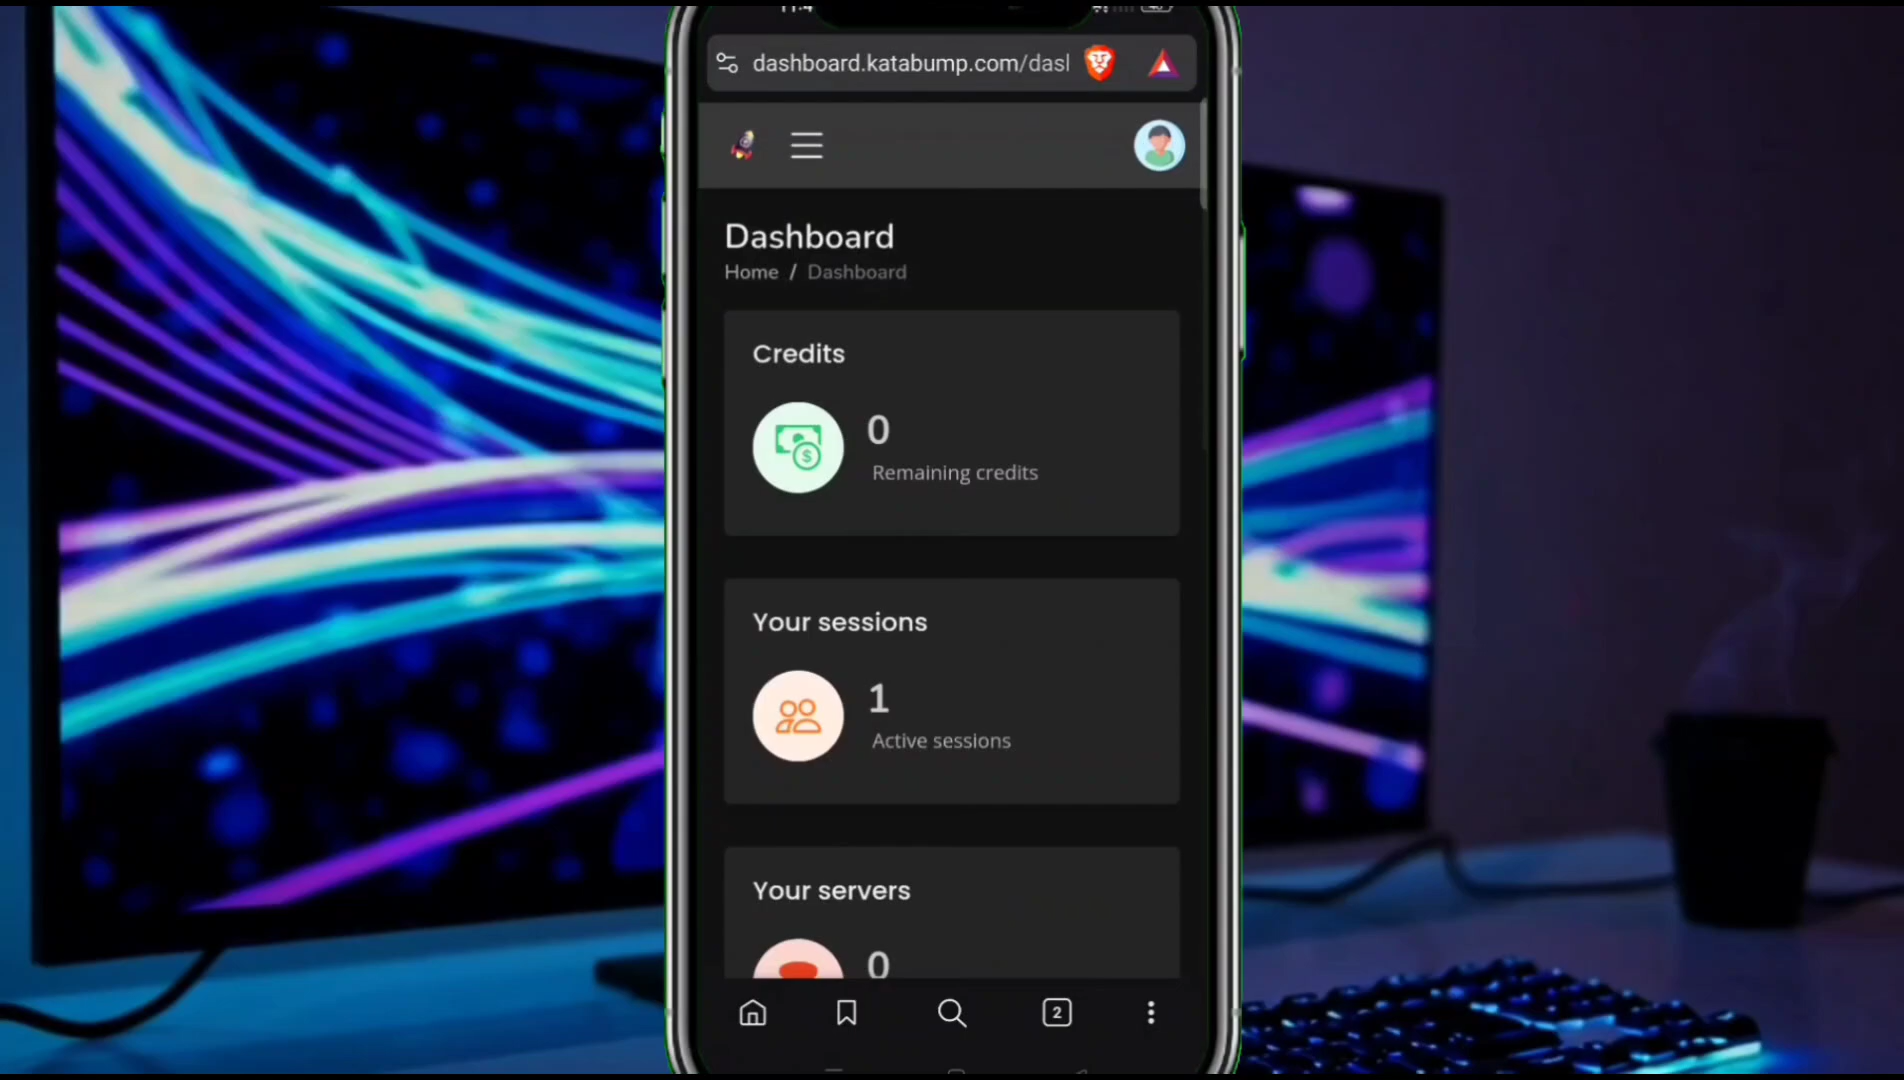 dashboard.katabump.com/dasl
Dashboard
Home / Dashboard
Credits
0
Remaining credits
Your sessions
1
Active sessions
Your servers
0
2